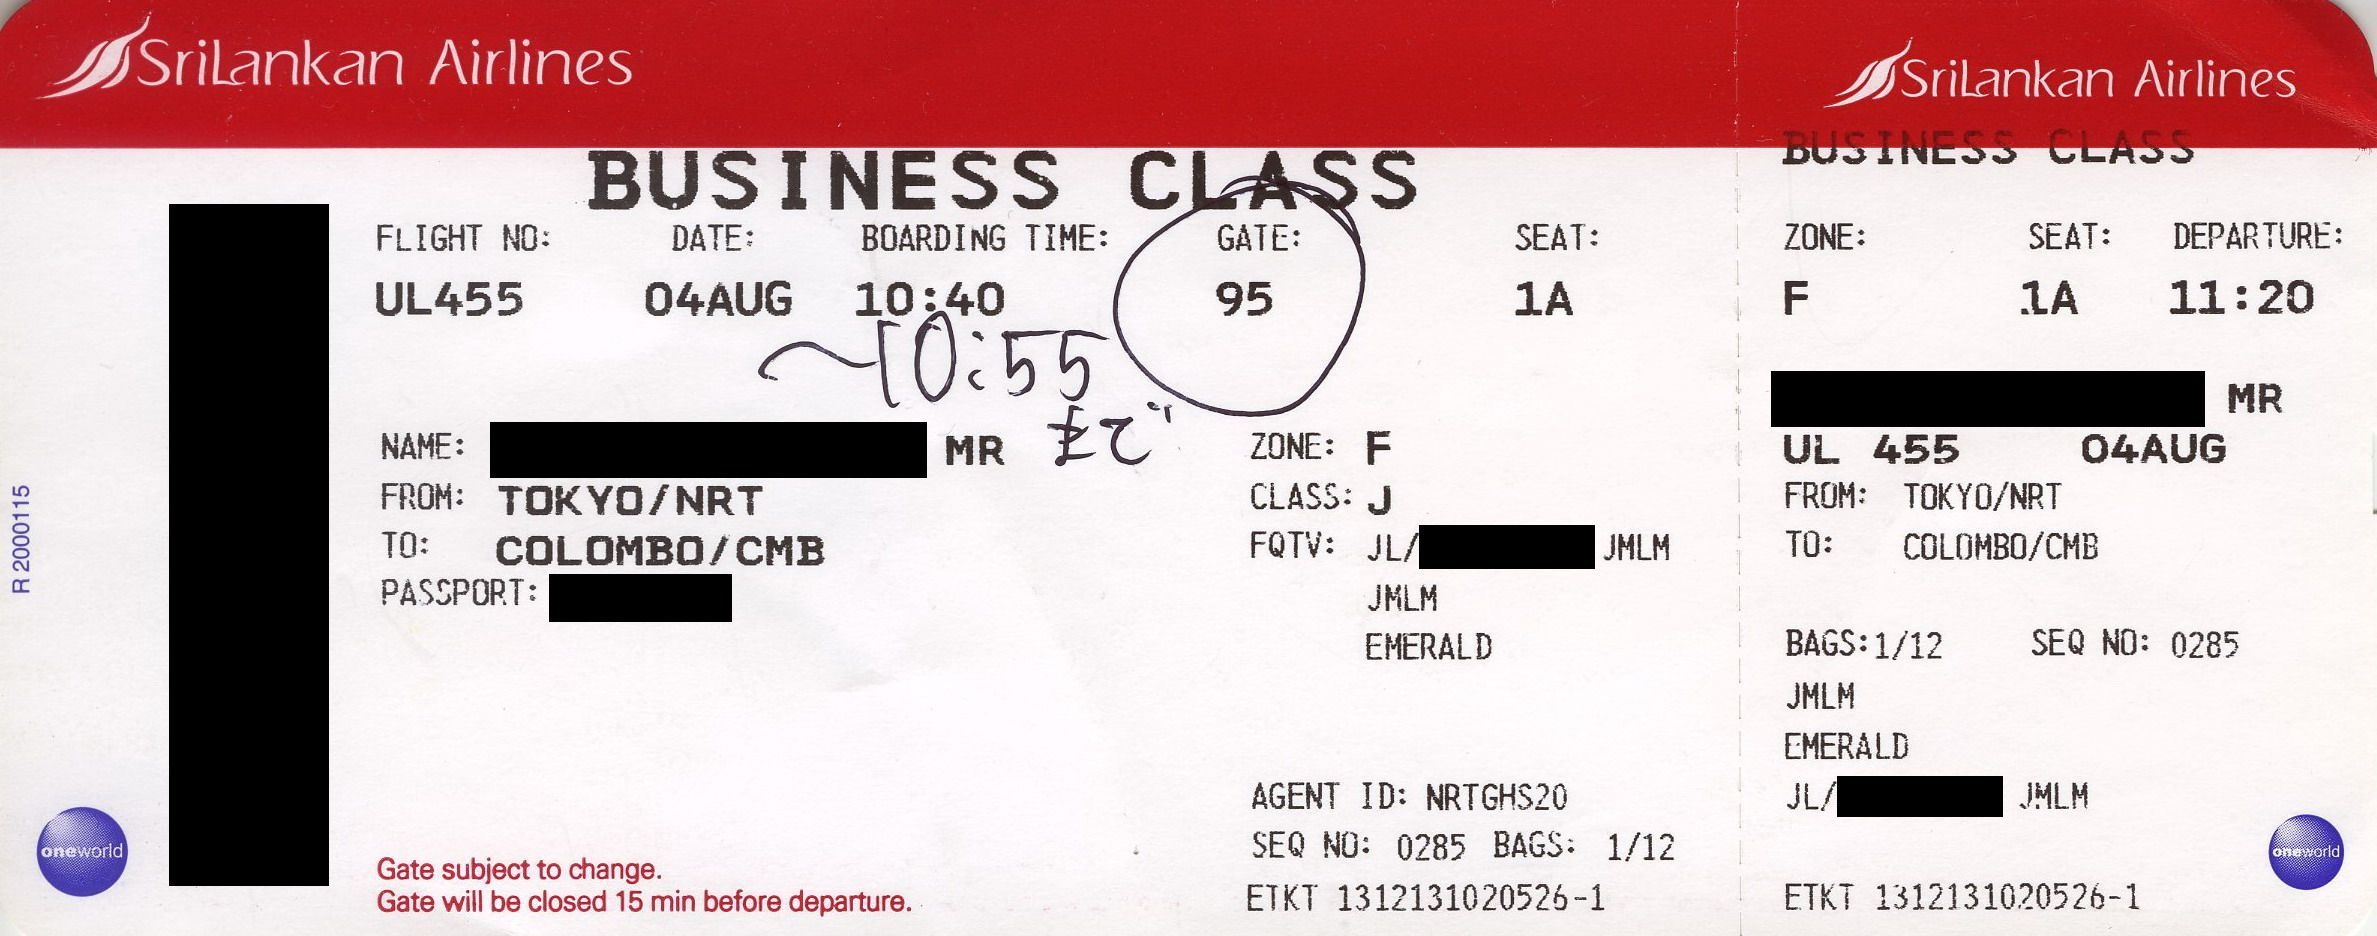 SriLankan Airlines
BUSINESS CLASS
FLIGHT NO: DATE: BOARDING TIME: GATE: SEAT:
UL455 04AUG 10:40 95 1A
~10:55
まで
NAME: MR ZONE: F
FROM: TOKYO/NRT CLASS: J
TO: COLOMBO/CMB FQTV: JL/ JMLM
PASSPORT: JMLM
EMERALD
AGENT ID: NRTGHS20
SEQ NO: 0285 BAGS: 1/12
ETKT 1312131020526-1
Gate subject to change.
Gate will be closed 15 min before departure.
R 2000115
oneworld
SriLankan Airlines
BUSINESS CLASS
ZONE: SEAT: DEPARTURE:
F 1A 11:20
MR
UL 455 04AUG
FROM: TOKYO/NRT
TO: COLOMBO/CMB
BAGS:1/12 SEQ NO: 0285
JMLM
EMERALD
JL/ JMLM
ETKT 1312131020526-1
oneworld